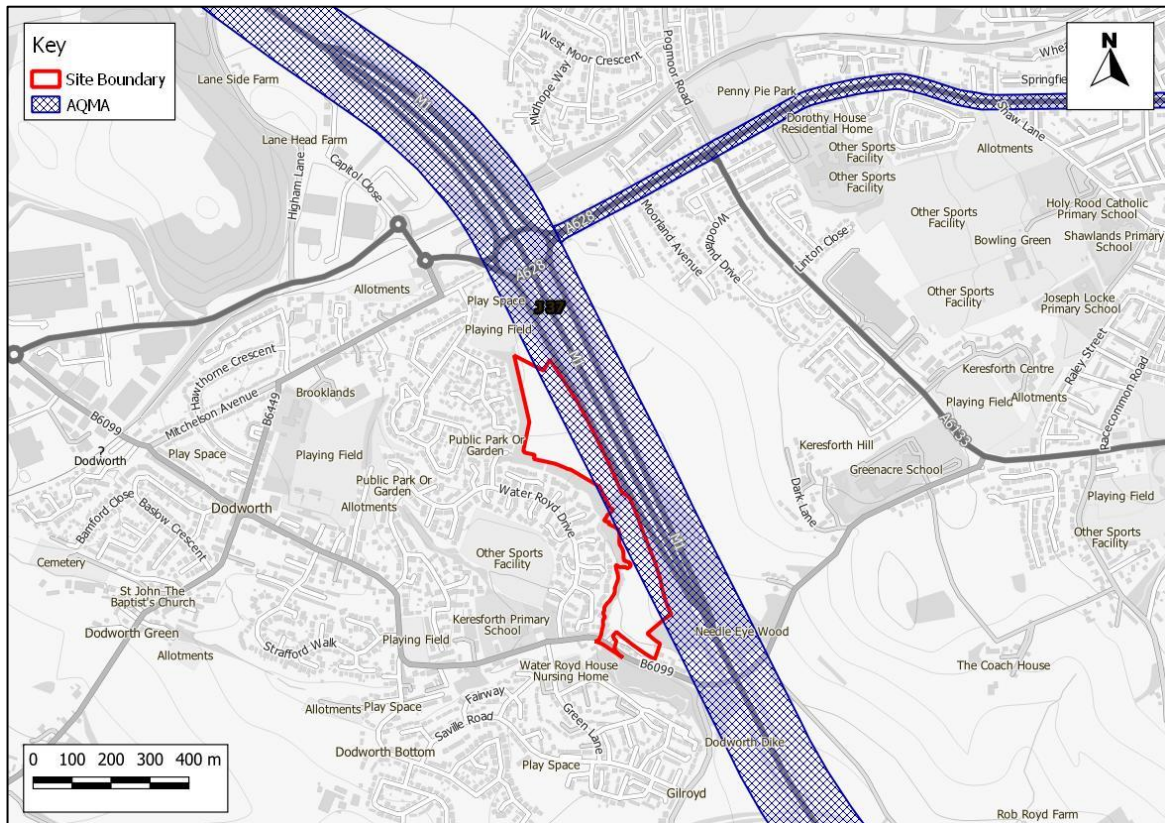 Key
Site Boundary
AQMA
N
0 100 200 300 400 m
West Moor Crescent
Midhope Way
Pogmoor Road
Lane Side Farm
M1
Penny Pie Park
Springfie
Dorothy House
Residential Home
Shaw Lane
Other Sports
Facility
Other Sports
Facility
Allotments
Lane Head Farm
Capitol Close
Higham Lane
A628
Moorland Avenue
Woodland Drive
Linton Close
Other Sports
Facility
Holy Rood Catholic
Primary School
Shawlands Primary
School
Bowling Green
A628
Allotments
Play Space
J37
Playing Field
Other Sports
Facility
Joseph Locke
Primary School
M1
Hawthorne Crescent
Mitchelson Avenue
B6449
Brooklands
Raley Street
Keresforth Centre
Allotments
Playing Field
Racecommon Road
B6099
?
Dodworth
Play Space
Playing Field
Public Park Or
Garden
A6133
Keresforth Hill
Greenacre School
Public Park Or
Garden
Allotments
Dodworth
Bamford Close
Baslow Crescent
Water Royd Drive
Dark Lane
Playing Field
Other Sports
Facility
M1
Other Sports
Facility
Cemetery
St John The
Baptist's Church
Dodworth Green
Allotments
Strafford Walk
Playing Field
Keresforth Primary
School
Needle Eye Wood
B6099
Water Royd House
Nursing Home
The Coach House
Fairway
Saville Road
Green Lane
Allotments
Play Space
Dodworth Bottom
Dodworth Dike
Play Space
Gilroyd
Rob Royd Farm